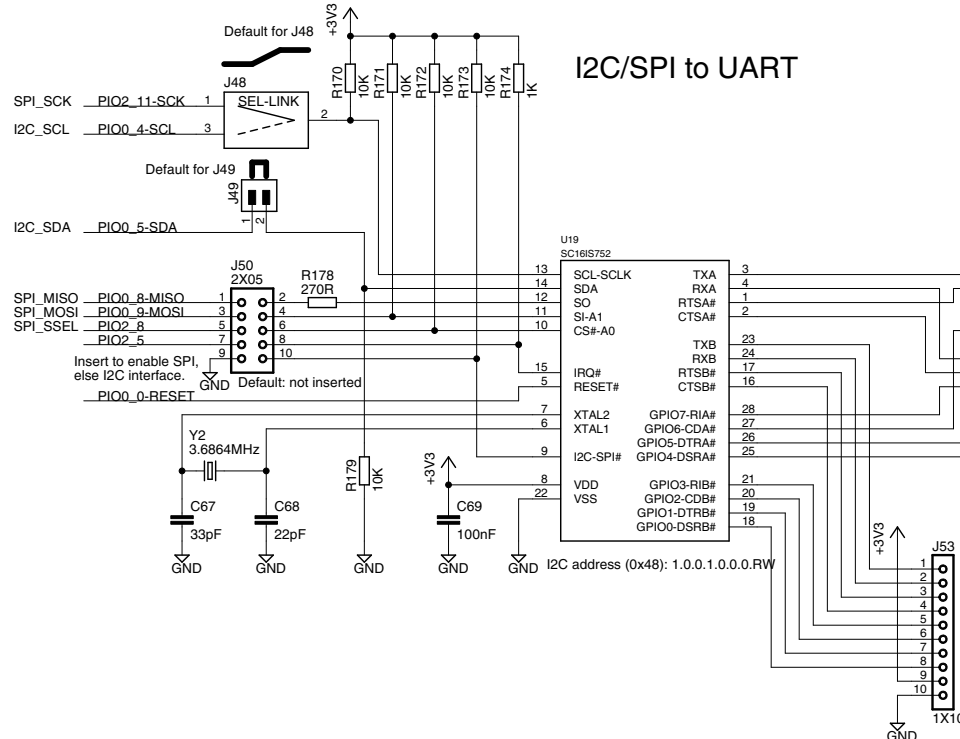 +3V3
Default for J48
I2C/SPI to UART
R170 10K
R171 10K
R172 10K
R173 10K
R174 1K
J48
SPI_SCK PIO2_11-SCK 1 SEL-LINK 2
I2C_SCL PIO0_4-SCL 3
Default for J49
J49
1 2
I2C_SDA PIO0_5-SDA
U19
SC16IS752
J50
2X05
R178
270R
SPI_MISO PIO0_8-MISO 1 2
SPI_MOSI PIO0_9-MOSI 3 4
SPI_SSEL PIO2_8 5 6
PIO2_5 7 8
9 10
Insert to enable SPI,
else I2C interface.
GND
Default: not inserted
PIO0_0-RESET
13 SCL-SCLK TXA 3
14 SDA RXA 4
12 SO RTSA# 1
11 SI-A1 CTSA# 2
10 CS#-A0
TXB 23
RXB 24
15 IRQ# RTSB# 17
5 RESET# CTSB# 16
7 XTAL2 GPIO7-RIA# 28
6 XTAL1 GPIO6-CDA# 27
GPIO5-DTRA# 26
9 I2C-SPI# GPIO4-DSRA# 25
8 VDD GPIO3-RIB# 21
22 VSS GPIO2-CDB# 20
GPIO1-DTRB# 19
GPIO0-DSRB# 18
Y2
3.6864MHz
R179 10K
+3V3
C67
33pF
C68
22pF
C69
100nF
GND
GND
GND
GND
GND
I2C address (0x48): 1.0.0.1.0.0.0.RW
+3V3
J53
1
2
3
4
5
6
7
8
9
10
1X10
GND